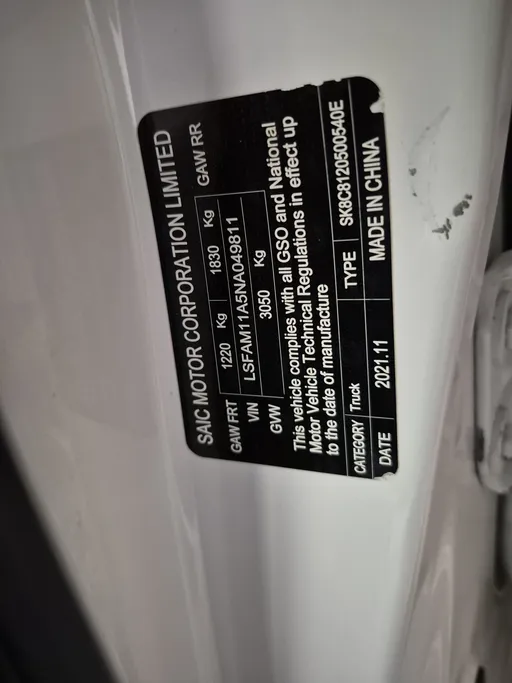 SAIC MOTOR CORPORATION LIMITED
GAW FRT 1220 Kg 1830 Kg GAW RR
VIN LSFAM11A5NA049811
GVW 3050 Kg
This vehicle complies with all GSO and National
Motor Vehicle Technical Regulations in effect up
to the date of manufacture
CATEGORY Truck TYPE SK8C8120500540E
DATE 2021.11 MADE IN CHINA